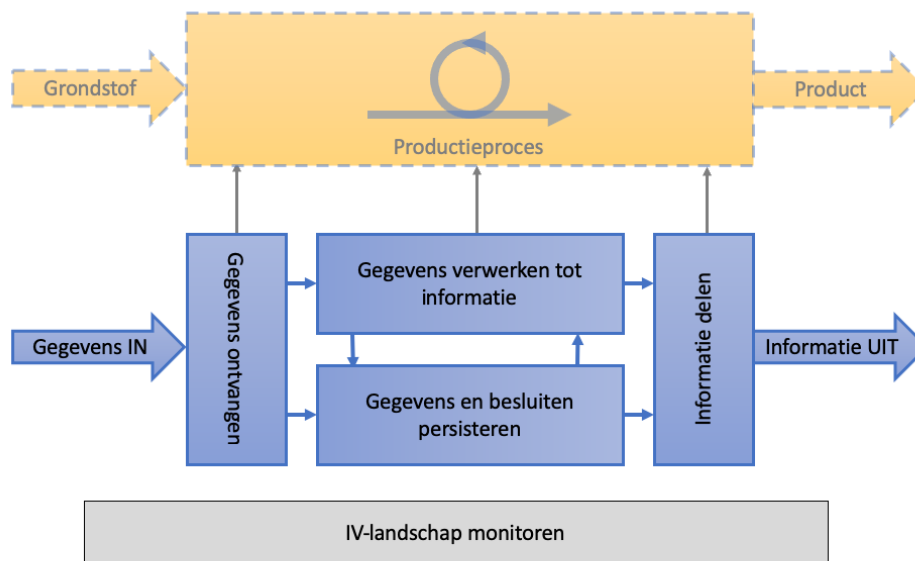 Grondstof
Productieproces
Product
Gegevens IN
Gegevens ontvangen
Gegevens verwerken tot
informatie
Gegevens en besluiten
persisteren
Informatie delen
Informatie UIT
IV-landschap monitoren